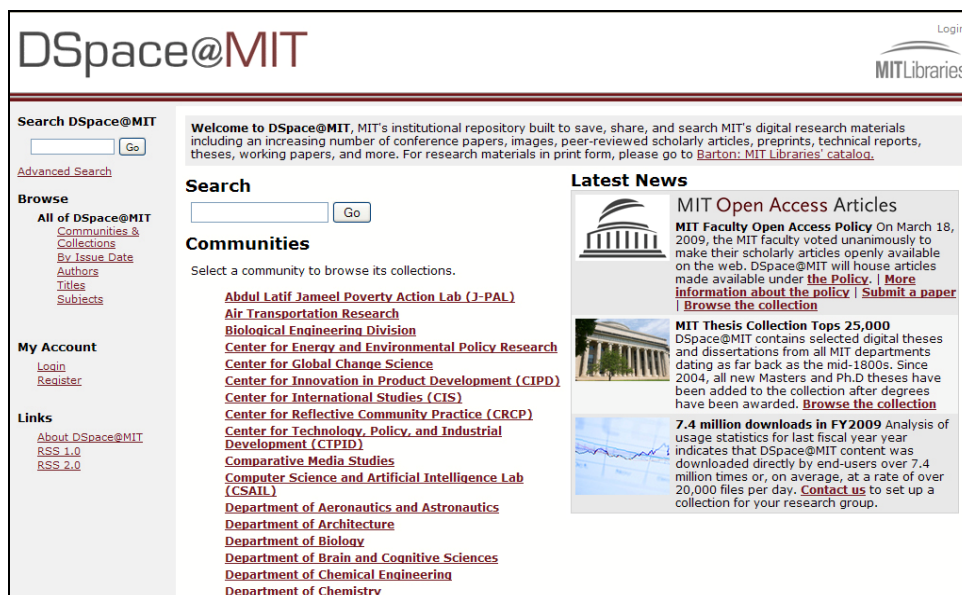 DSpace@MIT
Login
MITLibraries
Search DSpace@MIT
Go
Advanced Search
Browse
All of DSpace@MIT
Communities &
Collections
By Issue Date
Authors
Titles
Subjects
My Account
Login
Register
Links
About DSpace@MIT
RSS 1.0
RSS 2.0
Welcome to DSpace@MIT, MIT's institutional repository built to save, share, and search MIT's digital research materials
including an increasing number of conference papers, images, peer-reviewed scholarly articles, preprints, technical reports,
theses, working papers, and more. For research materials in print form, please go to Barton: MIT Libraries' catalog.
Search
Go
Communities
Select a community to browse its collections.
Abdul Latif Jameel Poverty Action Lab (J-PAL)
Air Transportation Research
Biological Engineering Division
Center for Energy and Environmental Policy Research
Center for Global Change Science
Center for Innovation in Product Development (CIPD)
Center for International Studies (CIS)
Center for Reflective Community Practice (CRCP)
Center for Technology, Policy, and Industrial
Development (CTPID)
Comparative Media Studies
Computer Science and Artificial Intelligence Lab
(CSAIL)
Department of Aeronautics and Astronautics
Department of Architecture
Department of Biology
Department of Brain and Cognitive Sciences
Department of Chemical Engineering
Department of Chemistry
Latest News
MIT Open Access Articles
MIT Faculty Open Access Policy On March 18,
2009, the MIT faculty voted unanimously to
make their scholarly articles openly available
on the web. DSpace@MIT will house articles
made available under the Policy. | More
information about the policy | Submit a paper
| Browse the collection
MIT Thesis Collection Tops 25,000
DSpace@MIT contains selected digital theses
and dissertations from all MIT departments
dating as far back as the mid-1800s. Since
2004, all new Masters and Ph.D theses have
been added to the collection after degrees
have been awarded. Browse the collection
7.4 million downloads in FY2009 Analysis of
usage statistics for last fiscal year year
indicates that DSpace@MIT content was
downloaded directly by end-users over 7.4
million times or, on average, at a rate of over
20,000 files per day. Contact us to set up a
collection for your research group.